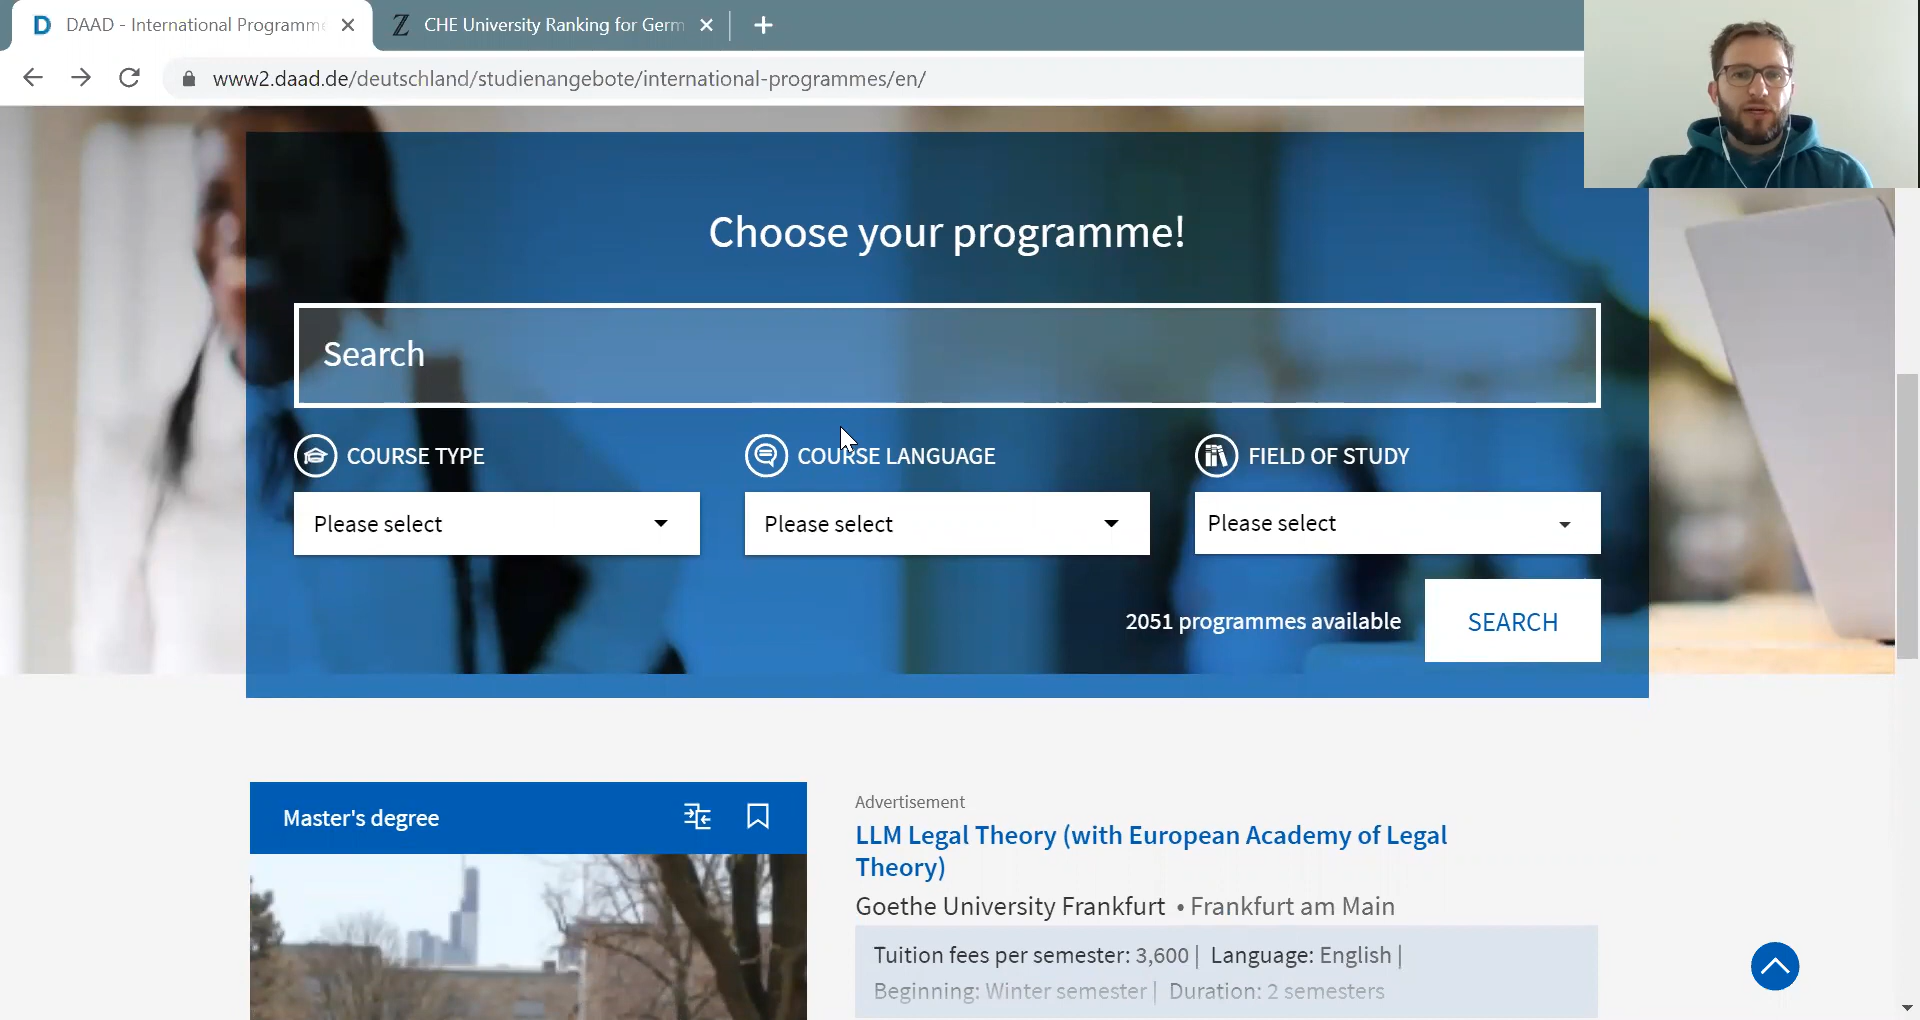 DAAD - International Programme
CHE University Ranking for Germ
www2.daad.de/deutschland/studienangebote/international-programmes/en/
Choose your programme!
Search
COURSE TYPE
COURSE LANGUAGE
FIELD OF STUDY
Please select
Please select
Please select
2051 programmes available
SEARCH
Master's degree
Advertisement
LLM Legal Theory (with European Academy of Legal
Theory)
Goethe University Frankfurt • Frankfurt am Main
Tuition fees per semester: 3,600 | Language: English |
Beginning: Winter semester | Duration: 2 semesters